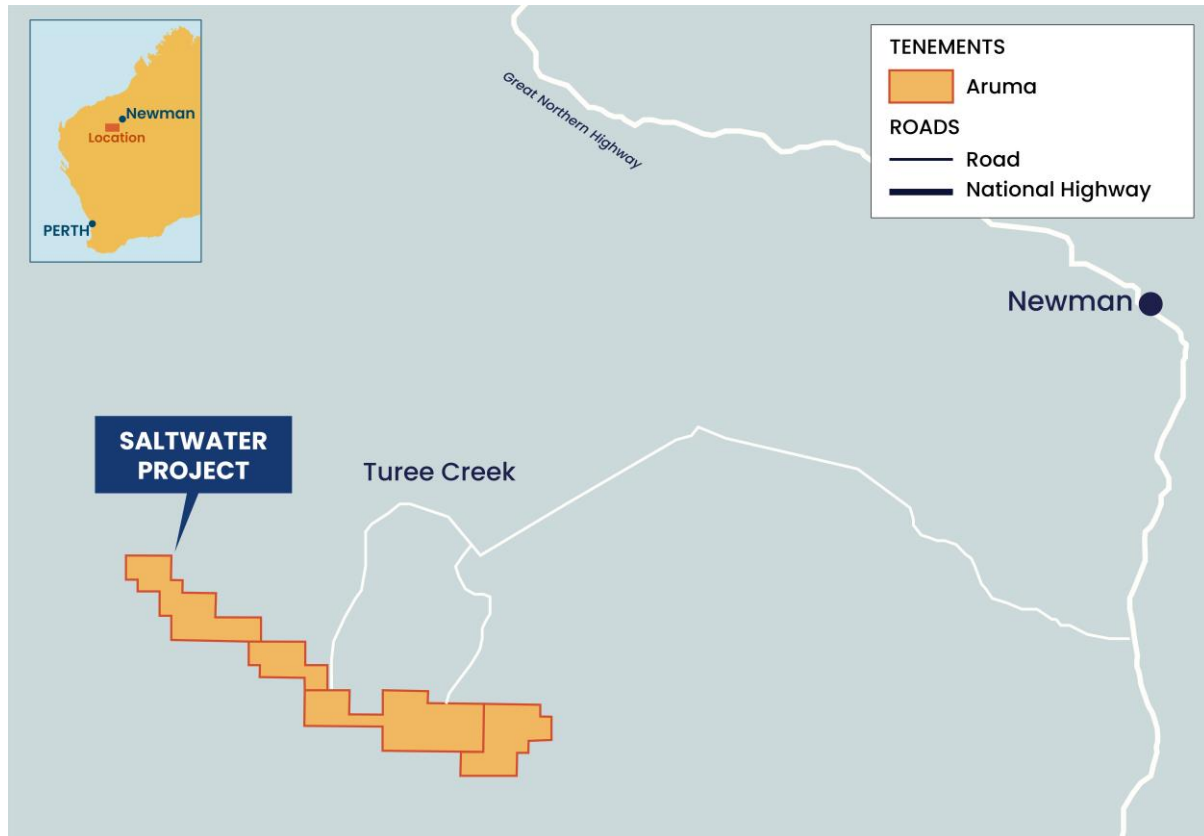 Newman
Location
PERTH
Great Northern Highway
TENEMENTS
Aruma
ROADS
Road
National Highway
Newman
SALTWATER
PROJECT
Turee Creek